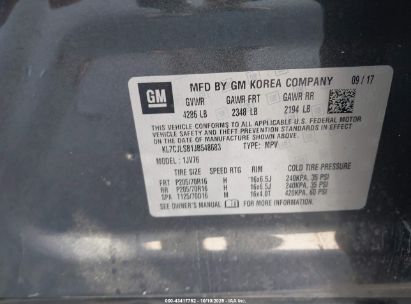 GM
MFD BY GM KOREA COMPANY 09/17
GVWR GAWR FRT GAWR RR
4286 LB 2348 LB 2194 LB
THIS VEHICLE CONFORMS TO ALL APPLICABLE U.S. FEDERAL MOTOR
VEHICLE SAFETY AND THEFT PREVENTION STANDARDS IN EFFECT ON THE
DATE OF MANUFACTURE SHOWN ABOVE.
KL7CJLSB1JB548683 TYPE: MPV
MODEL: 1JV76
TIRE SIZE SPEED RTG RIM COLD TIRE-PRESSURE
FRT P205/70R16 H 16x6.5J 240KPA, 35 PSI
RR P205/70R16 H 16x6.5J 240KPA, 35 PSI
SPA T125/70D16 M 16x4.0T 420KPA, 60 PSI
SEE OWNER'S MANUAL FOR MORE INFORMATION.